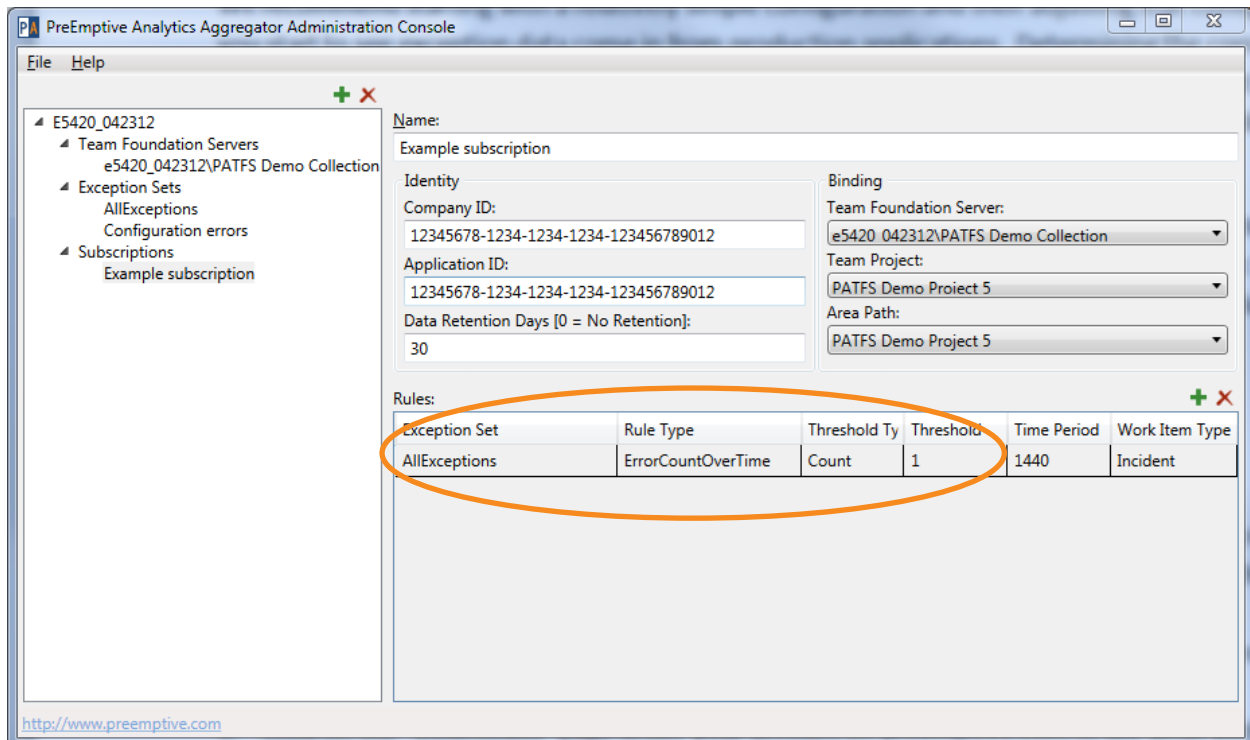 PA PreEmptive Analytics Aggregator Administration Console
File Help
E5420_042312
Team Foundation Servers
e5420_042312\PATFS Demo Collection
Exception Sets
AllExceptions
Configuration errors
Subscriptions
Example subscription
Name:
Example subscription
Identity
Company ID:
12345678-1234-1234-1234-123456789012
Application ID:
12345678-1234-1234-1234-123456789012
Data Retention Days [0 = No Retention]:
30
Binding
Team Foundation Server:
e5420_042312\PATFS Demo Collection
Team Project:
PATFS Demo Project 5
Area Path:
PATFS Demo Project 5
Rules:
Exception Set Rule Type Threshold Ty Threshold Time Period Work Item Type
AllExceptions ErrorCountOverTime Count 1 1440 Incident
http://www.preemptive.com